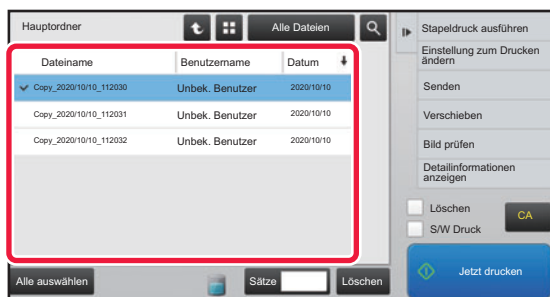 Hauptordner
Alle Dateien
Dateiname Benutzername Datum
Copy_2020/10/10_112030 Unbek. Benutzer 2020/10/10
Copy_2020/10/10_112031 Unbek. Benutzer 2020/10/10
Copy_2020/10/10_112032 Unbek. Benutzer 2020/10/10
Alle auswählen
Sätze
Löschen
Stapeldruck ausführen
Einstellung zum Drucken
ändern
Senden
Verschieben
Bild prüfen
Detailinformationen
anzeigen
Löschen
S/W Druck
CA
Jetzt drucken